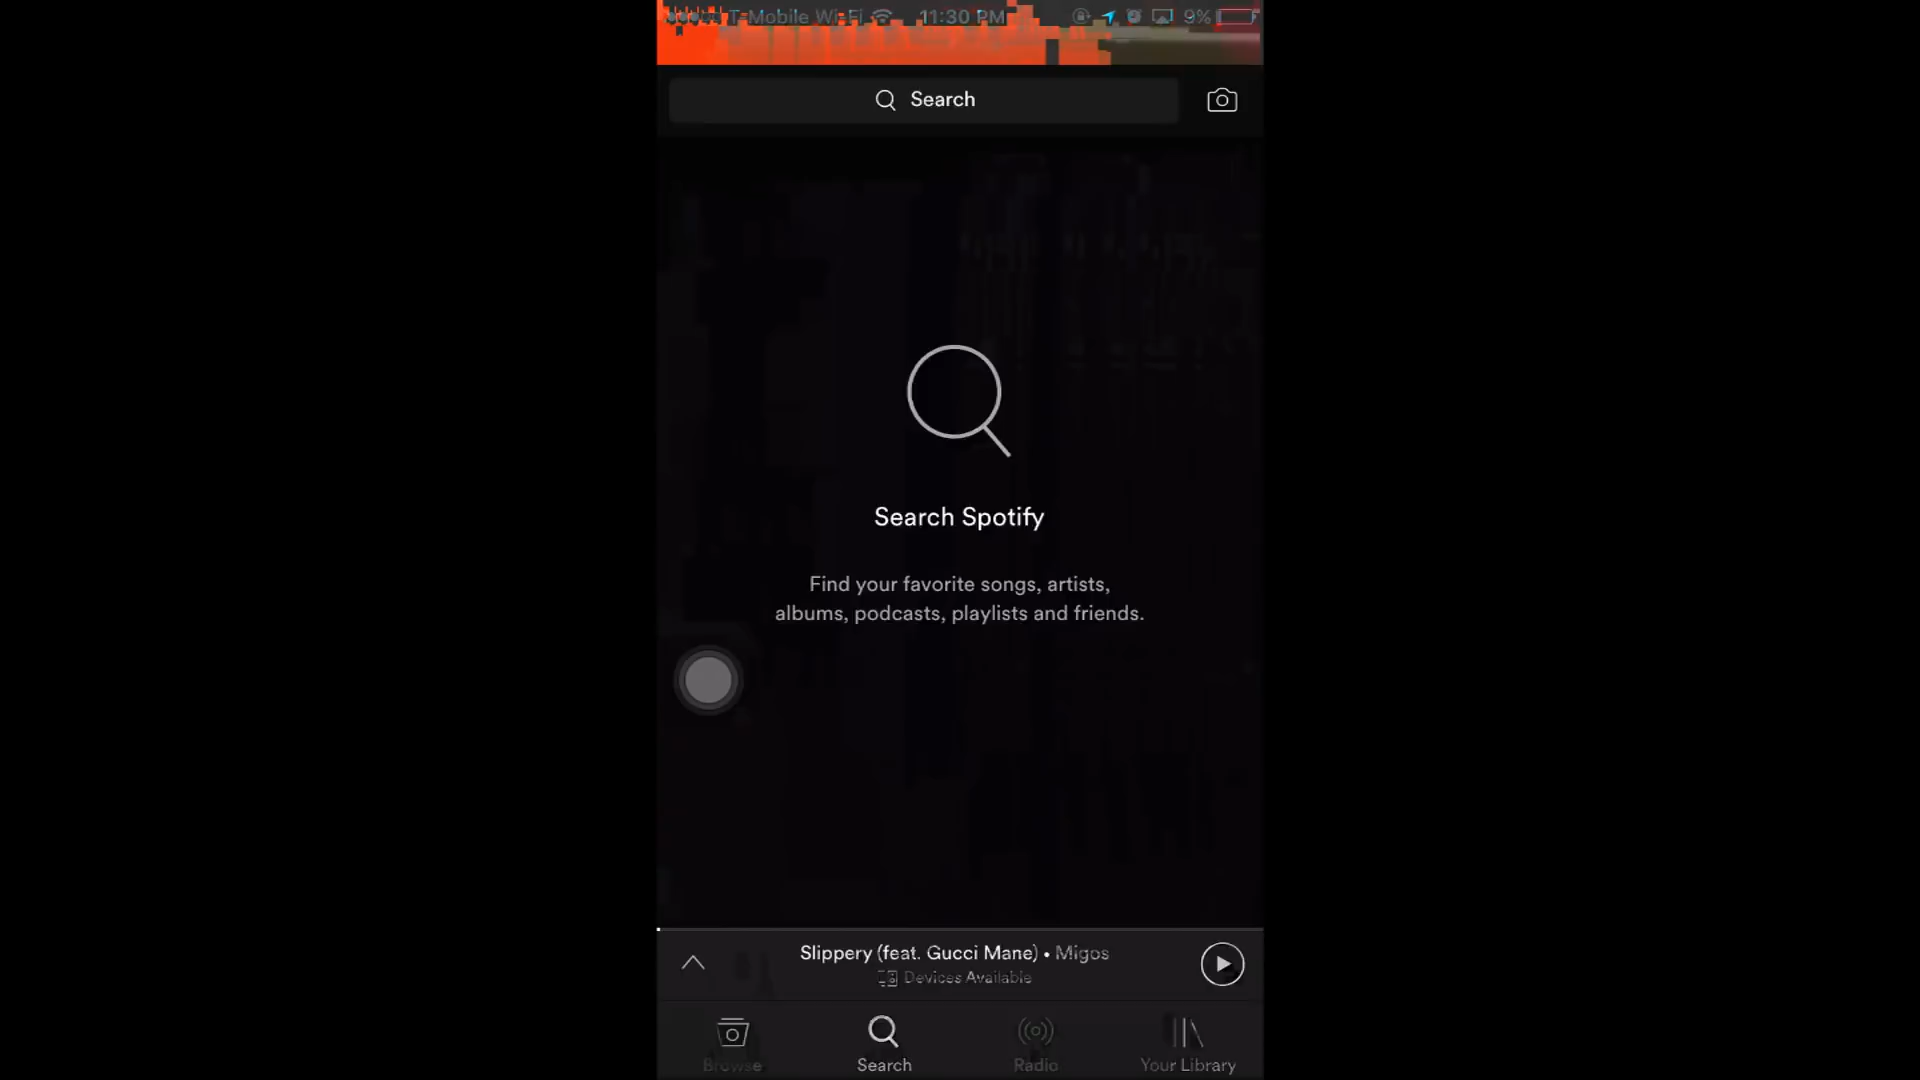 T-Mobile Wi-Fi 11:30 PM 9%
Search
Search Spotify
Find your favorite songs, artists,
albums, podcasts, playlists and friends.
Slippery (feat. Gucci Mane) • Migos
Devices Available
Browse Search Radio Your Library